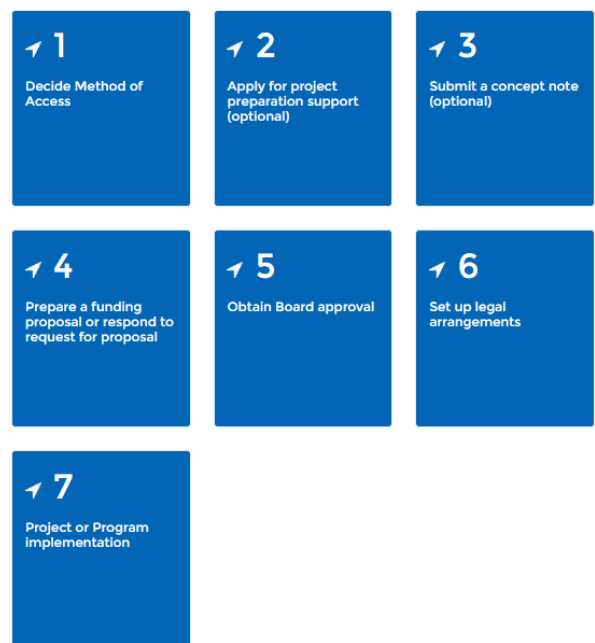 1
Decide Method of
Access
2
Apply for project
preparation support
(optional)
3
Submit a concept note
(optional)
4
Prepare a funding
proposal or respond to
request for proposal
5
Obtain Board approval
6
Set up legal
arrangements
7
Project or Program
implementation